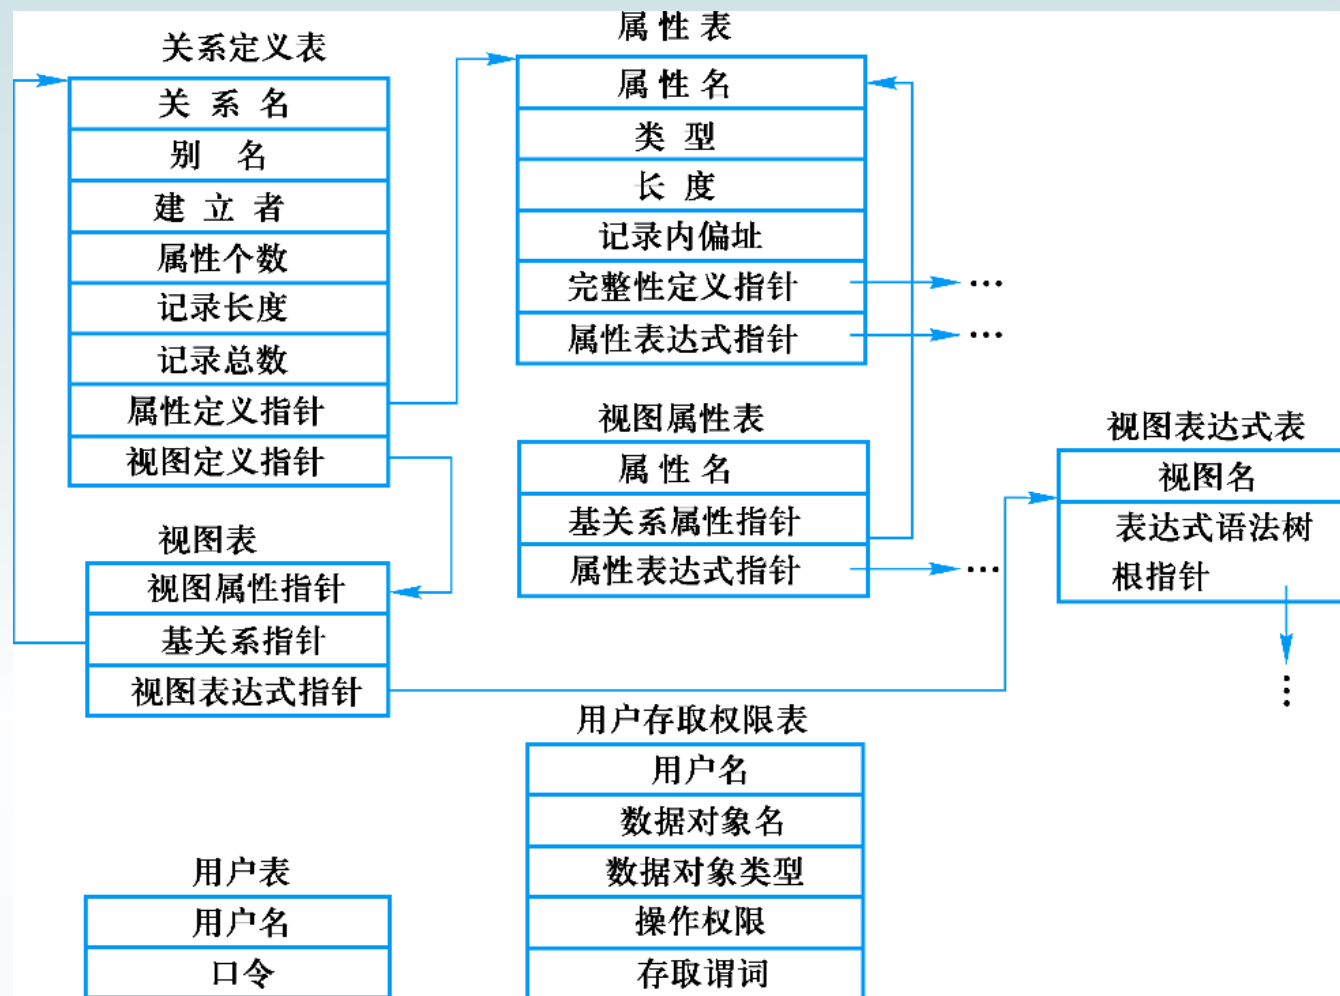 关系定义表
关系名
别名
建立者
属性个数
记录长度
记录总数
属性定义指针
视图定义指针
属性表
属性名
类型
长度
记录内偏址
完整性定义指针
…
属性表达式指针
…
视图属性表
属性名
基关系属性指针
属性表达式指针
…
视图表达式表
视图名
表达式语法树
根指针
⋮
视图表
视图属性指针
基关系指针
视图表达式指针
用户存取权限表
用户名
数据对象名
数据对象类型
操作权限
存取谓词
用户表
用户名
口令